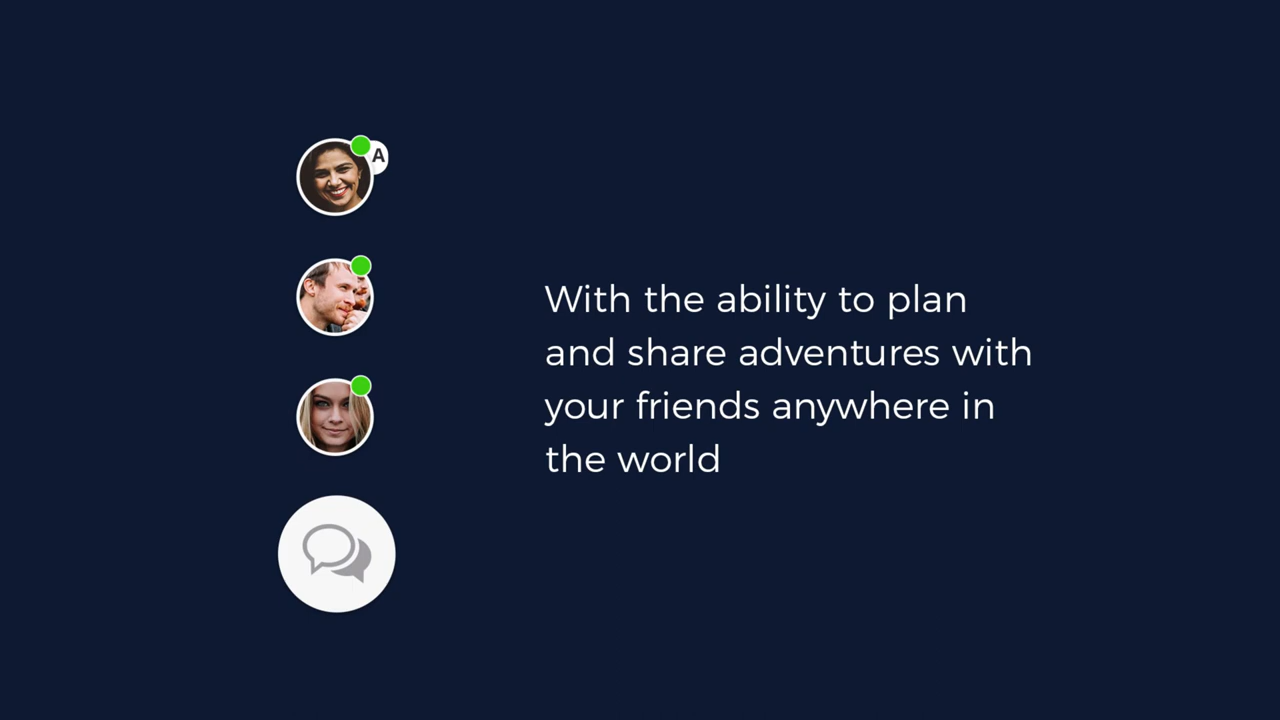 A
With the ability to plan
and share adventures with
your friends anywhere in
the world